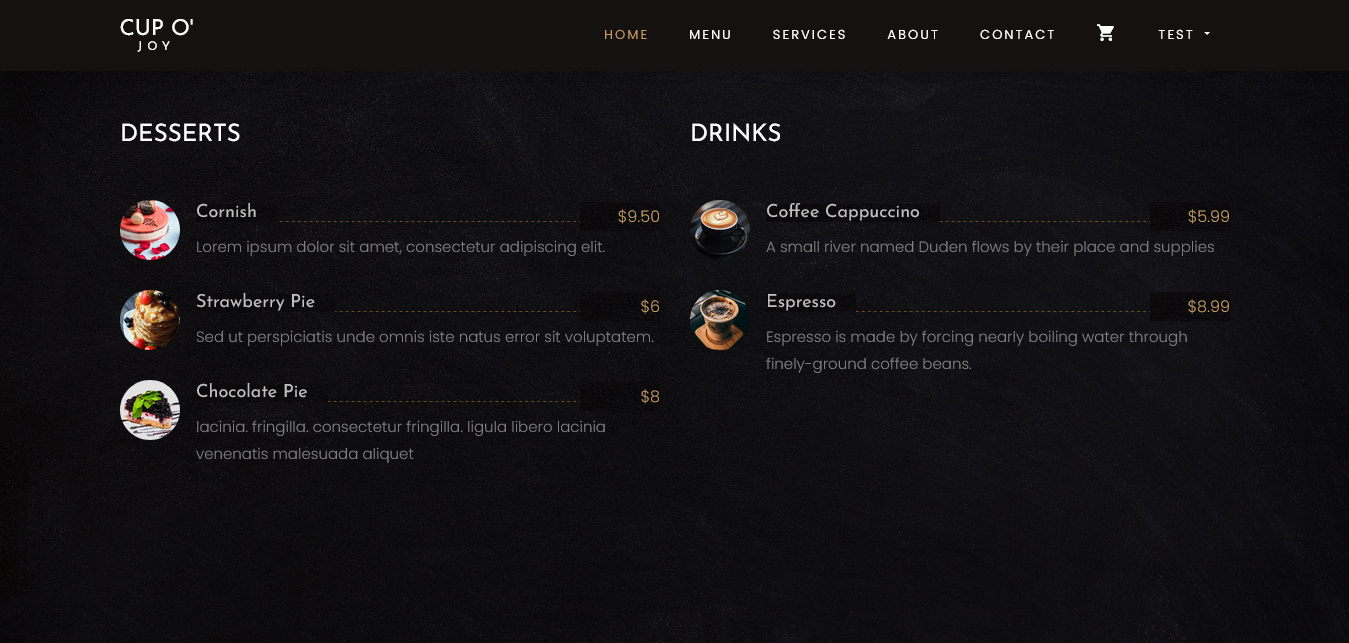 CUP O'
JOY
HOME MENU SERVICES ABOUT CONTACT TEST
DESSERTS
Cornish $9.50
Lorem ipsum dolor sit amet, consectetur adipiscing elit.
Strawberry Pie $6
Sed ut perspiciatis unde omnis iste natus error sit voluptatem.
Chocolate Pie $8
lacinia. fringilla. consectetur fringilla. ligula libero lacinia
venenatis malesuada aliquet
DRINKS
Coffee Cappuccino $5.99
A small river named Duden flows by their place and supplies
Espresso $8.99
Espresso is made by forcing nearly boiling water through
finely-ground coffee beans.